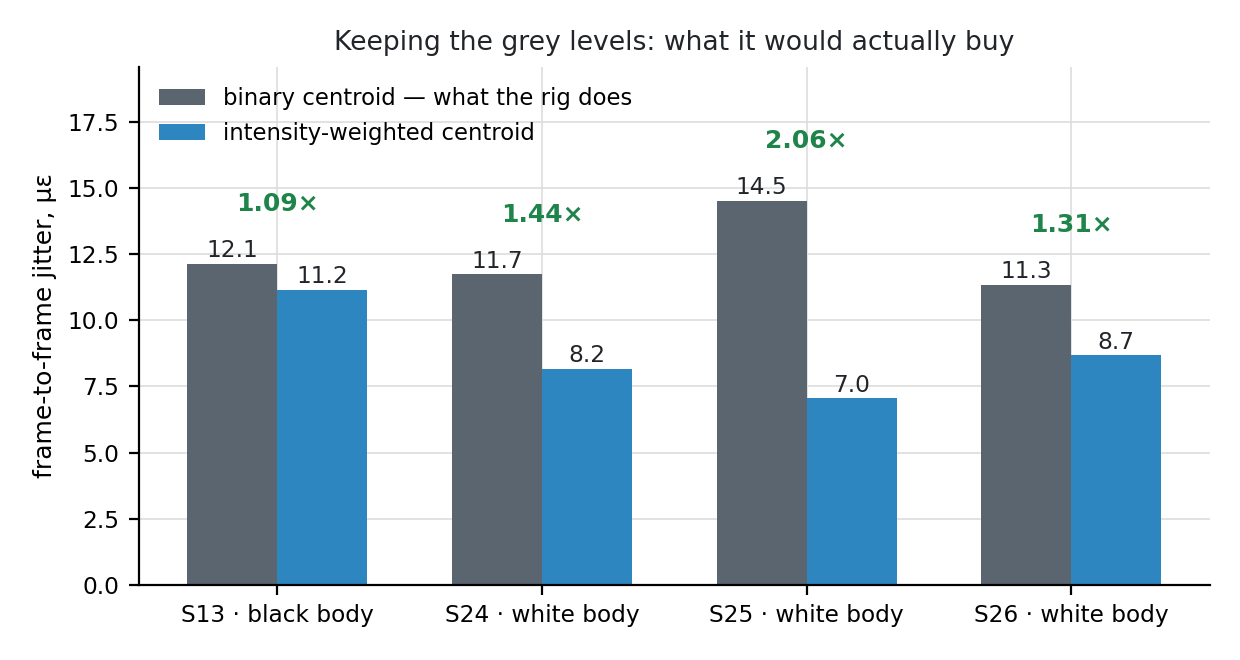 Keeping the grey levels: what it would actually buy
binary centroid — what the rig does
intensity-weighted centroid
frame-to-frame jitter, με
17.5
15.0
12.5
10.0
7.5
5.0
2.5
0.0
1.09×
12.1
11.2
1.44×
11.7
8.2
2.06×
14.5
7.0
1.31×
11.3
8.7
S13 · black body
S24 · white body
S25 · white body
S26 · white body